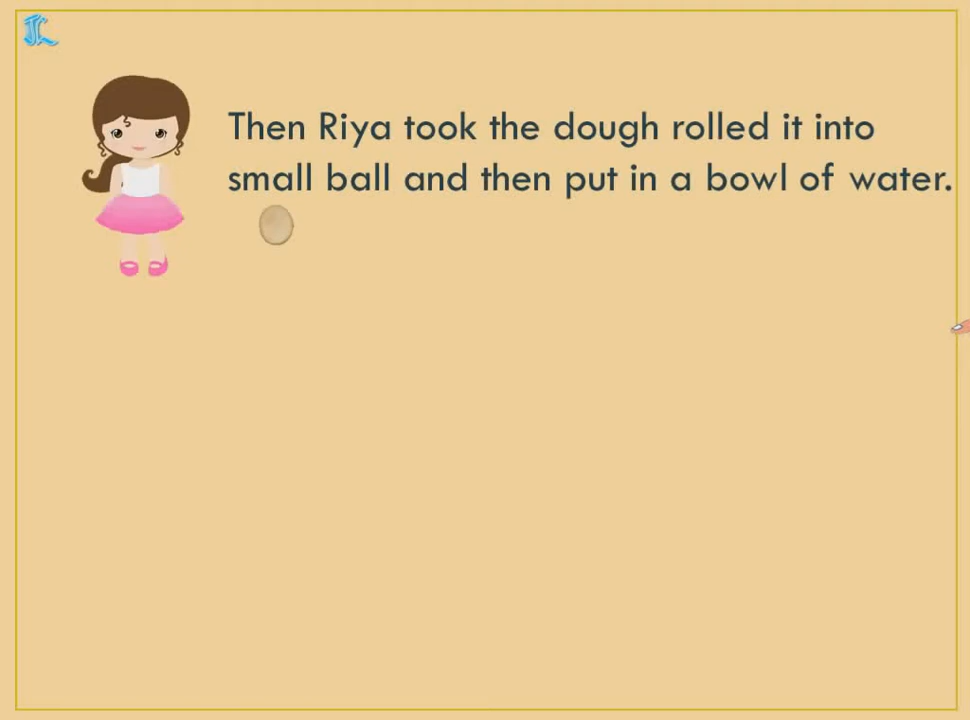 Then Riya took the dough rolled it into
small ball and then put in a bowl of water.